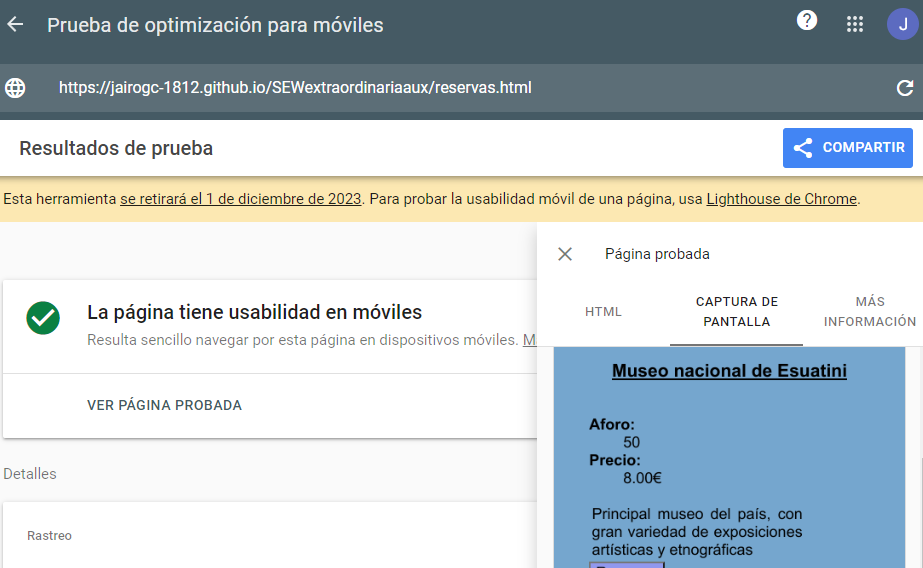 Prueba de optimización para móviles
?
J
https://jairogc-1812.github.io/SEWextraordinariaaux/reservas.html
Resultados de prueba
COMPARTIR
Esta herramienta se retirará el 1 de diciembre de 2023. Para probar la usabilidad móvil de una página, usa Lighthouse de Chrome.
Página probada
HTML
CAPTURA DE
PANTALLA
MÁS
INFORMACIÓN
La página tiene usabilidad en móviles
Resulta sencillo navegar por esta página en dispositivos móviles.
VER PÁGINA PROBADA
Detalles
Rastreo
Museo nacional de Esuatini
Aforo:
50
Precio:
8.00€
Principal museo del país, con
gran variedad de exposiciones
artísticas y etnográficas